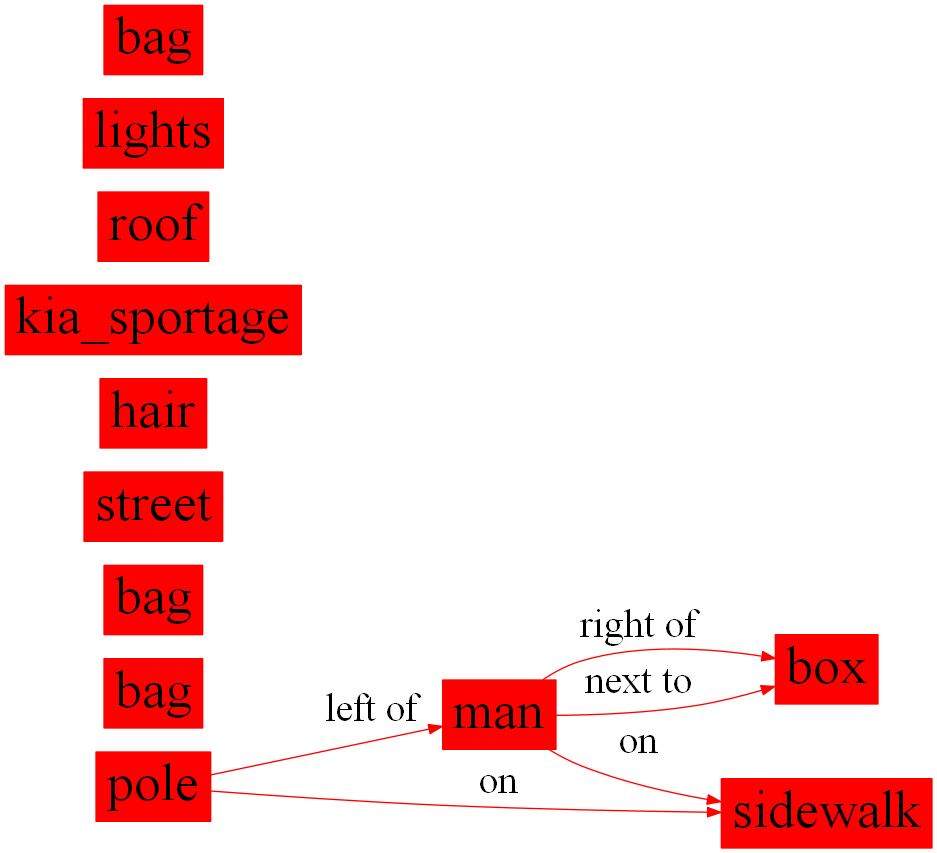 bag
lights
roof
kia_sportage
hair
street
bag
bag
pole
left of
on
man
right of
next to
on
box
sidewalk